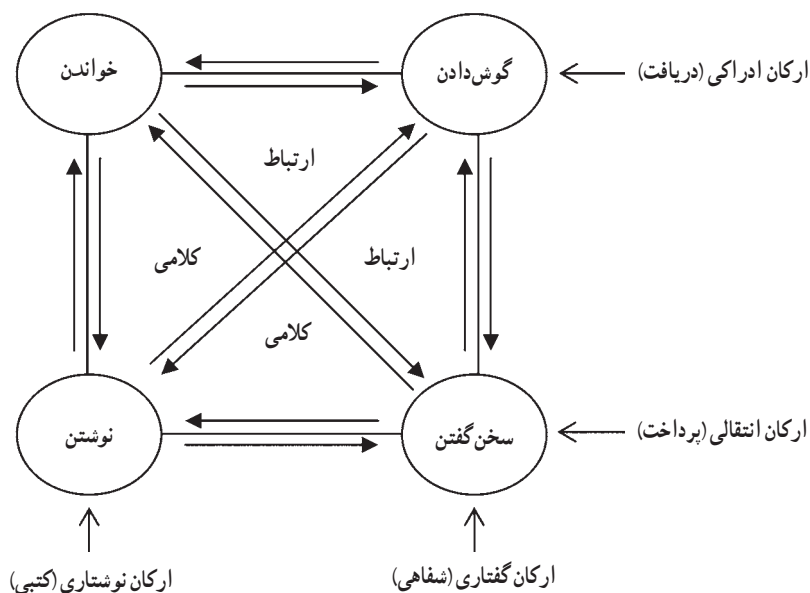 ارکان ادراکی (دریافت)
گوش‌دادن
خواندن
ارتباط
ارتباط
کلامی
کلامی
ارکان انتقالی (پرداخت)
سخن‌گفتن
نوشتن
ارکان گفتاری (شفاهی)
ارکان نوشتاری (کتبی)